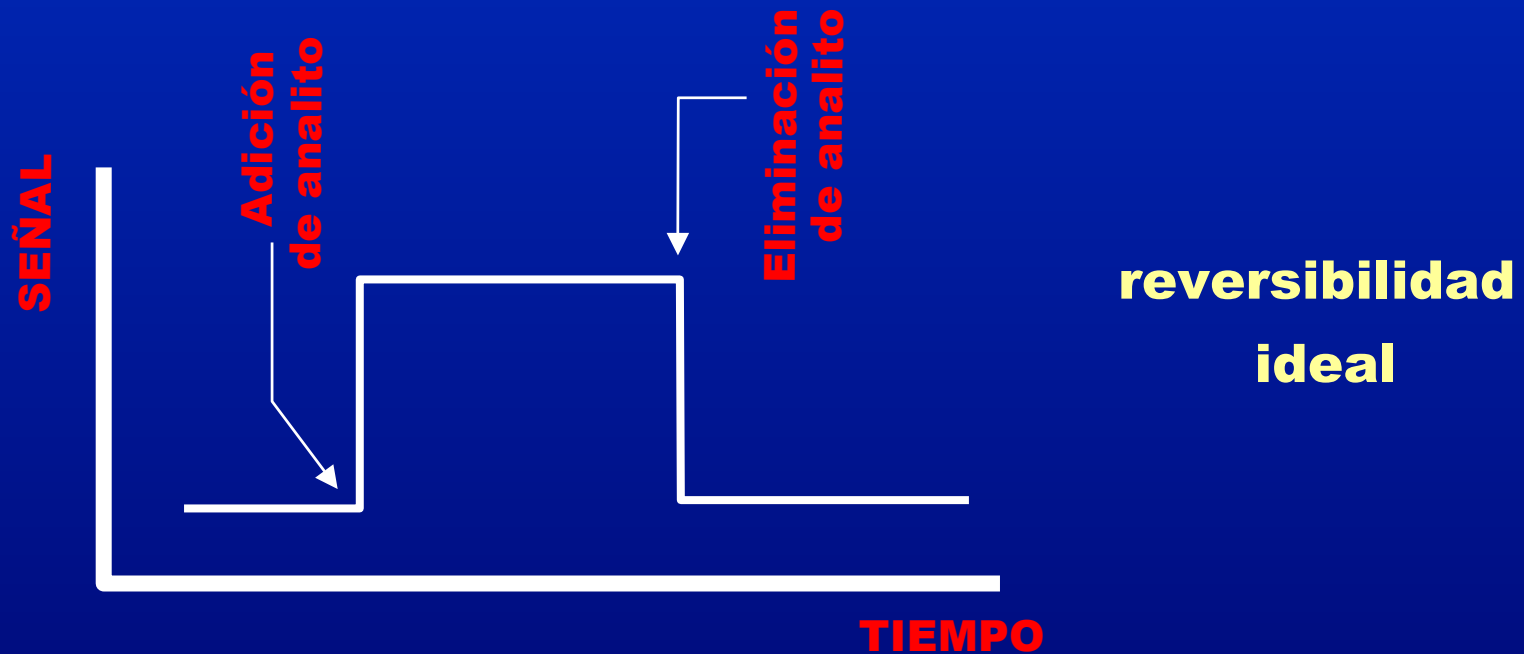 SEÑAL
Adición
de analito
Eliminación
de analito
reversibilidad
ideal
TIEMPO